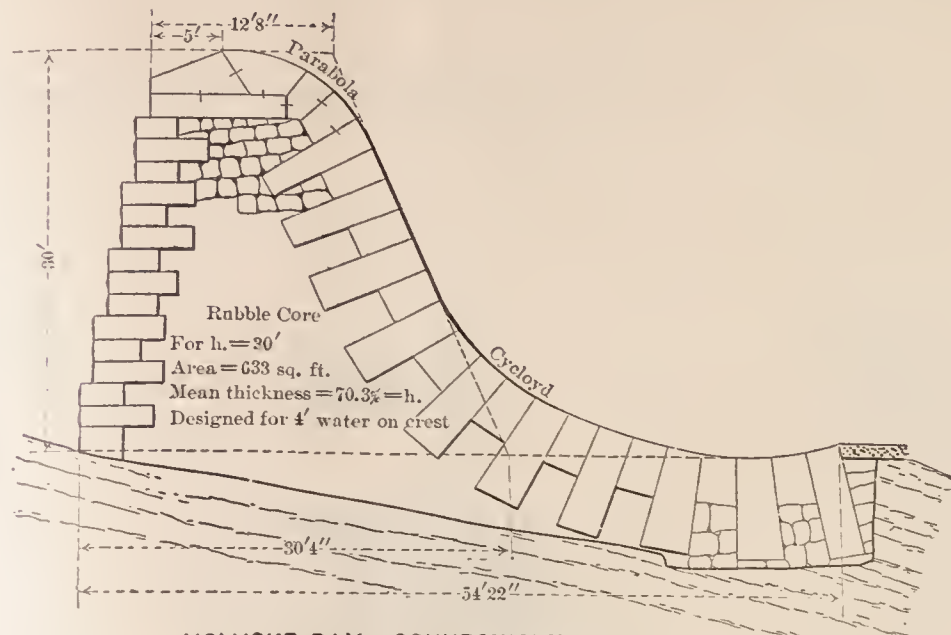 12'8"
5'
Parabola
30'
Rubble Core
For h.=30'
Area=633 sq. ft.
Mean thickness=70.3%=h.
Designed for 4' water on crest
Cycloyd
30'4"
54'22"